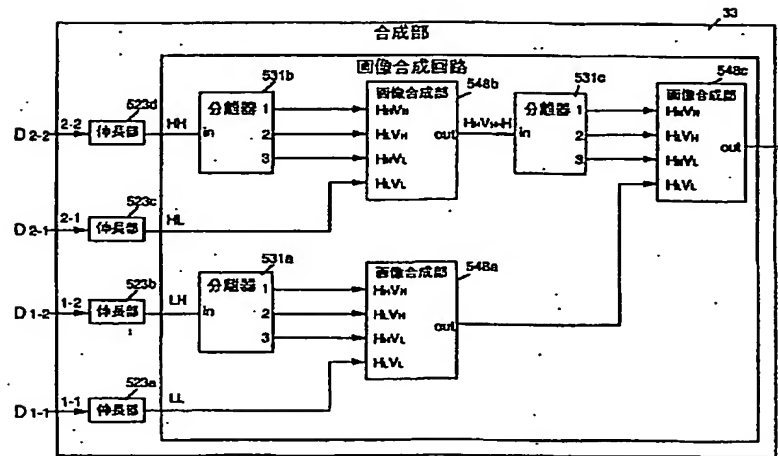 33
合成部
画像合成回路
523d
531b
548b
531c
548c
D2-2
2-2
伸長部
HH
in
分離器
1
2
3
画像合成部
HHVH
HLVH
HHVL
HLVL
out
HHVH-H
in
分離器
1
2
3
画像合成部
HHVH
HLVH
HHVL
HLVL
out
523c
D2-1
2-1
伸長部
HL
523b
D1-2
1-2
伸長部
LH
531a
in
分離器
1
2
3
548a
画像合成部
HHVH
HLVH
HHVL
HLVL
out
523a
D1-1
1-1
伸長部
LL